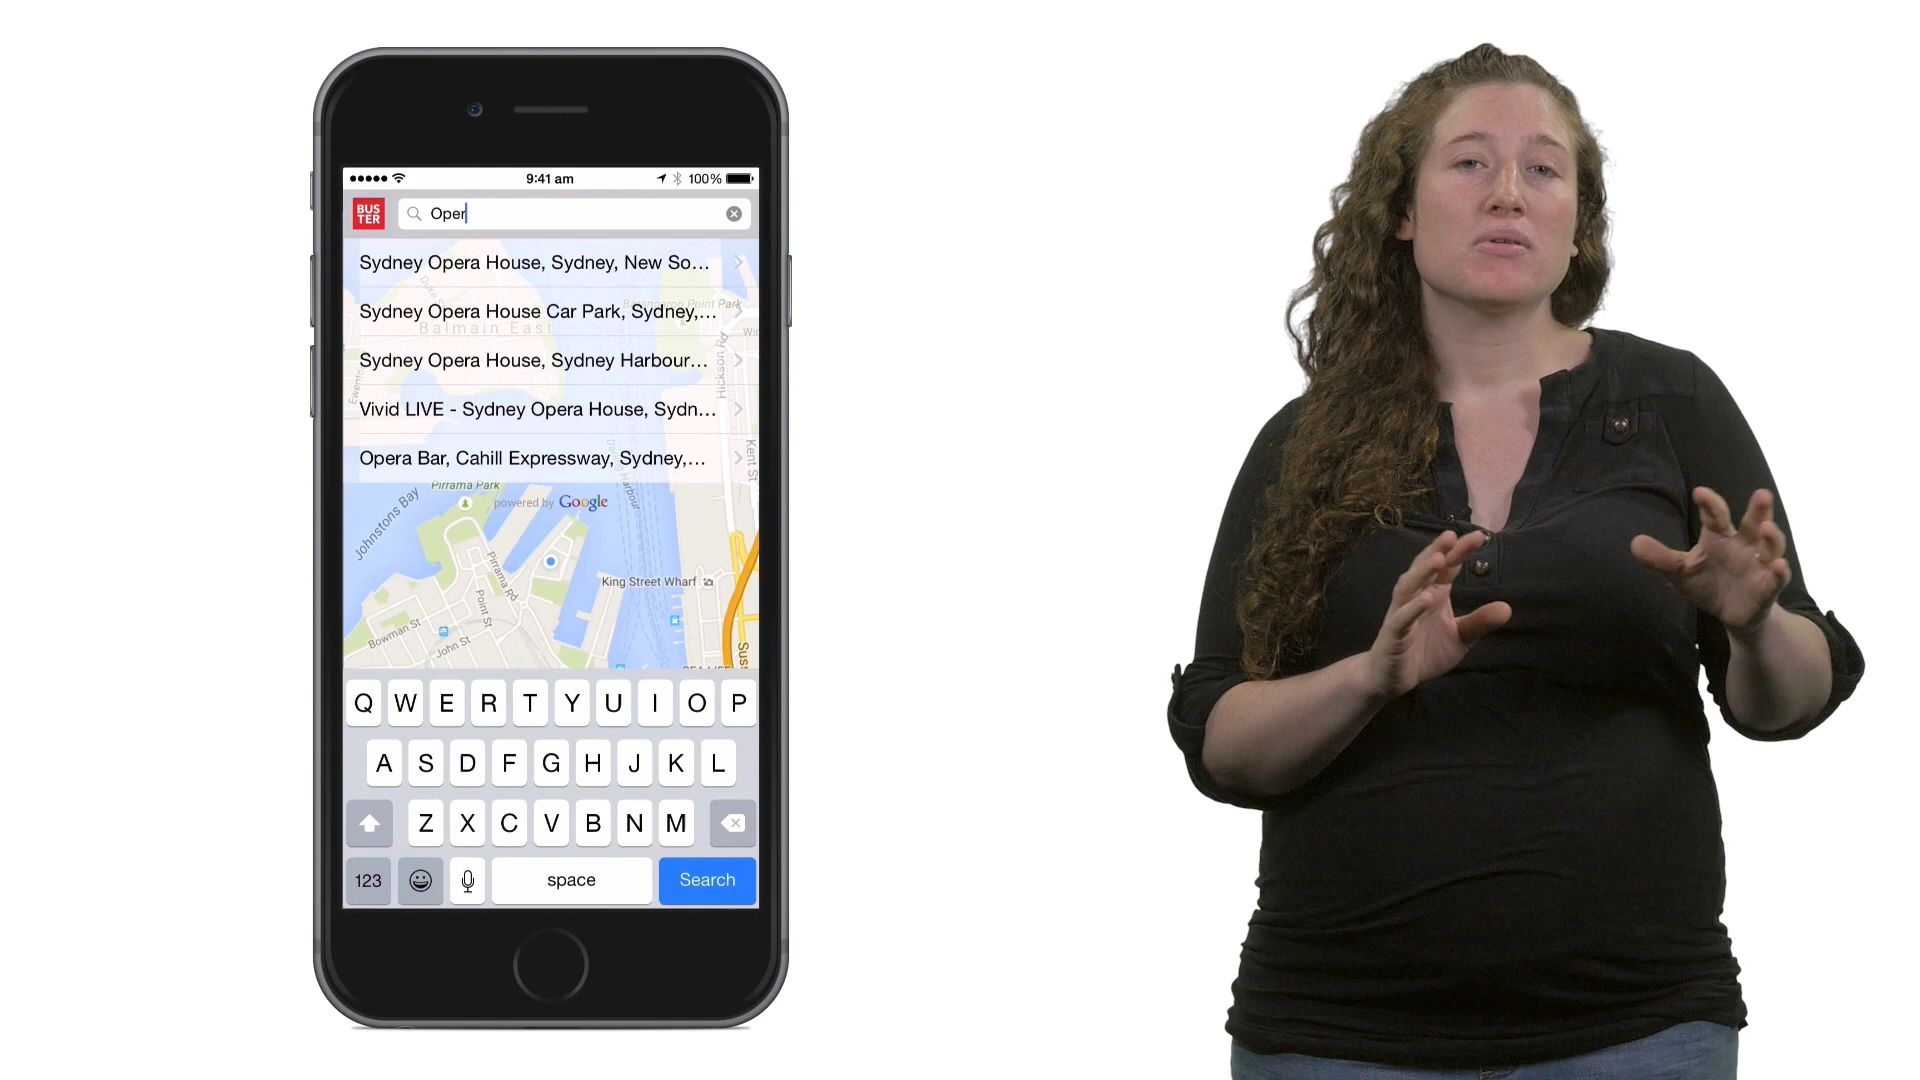 9:41 am
100%
BUS
TER
Oper
Sydney Opera House, Sydney, New So...
Sydney Opera House Car Park, Sydney,...
Sydney Opera House, Sydney Harbour...
Vivid LIVE - Sydney Opera House, Sydn...
Opera Bar, Cahill Expressway, Sydney,...
Balmain East
Barangaroo Point Park
Hickson Rd
Kent St
Pirrama Park
powered by Google
Johnstons Bay
Pirrama Rd
King Street Wharf
Point St
Bowman St
John St
Q W E R T Y U I O P
A S D F G H J K L
Z X C V B N M
123
space
Search